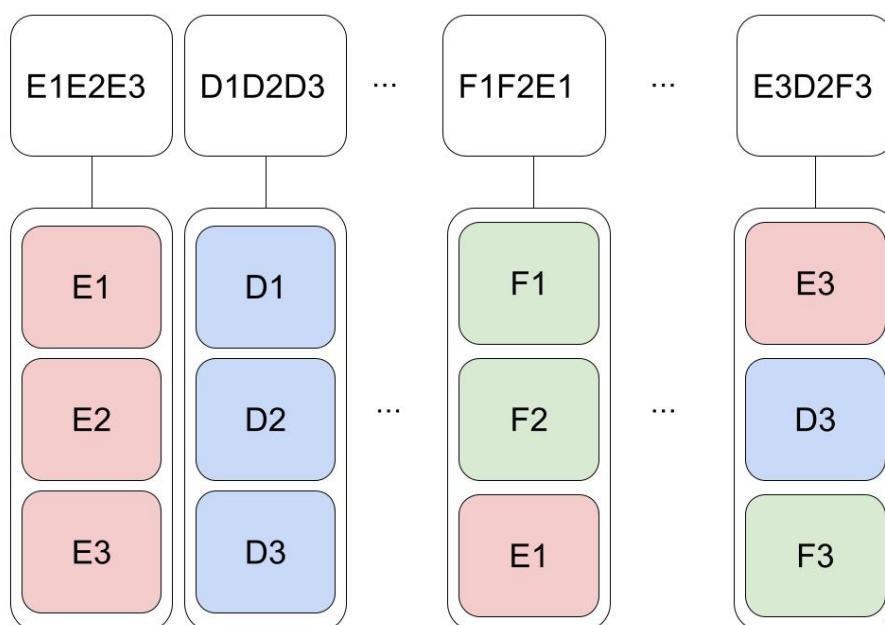 E1E2E3 D1D2D3 ... F1F2E1 ... E3D2F3
E1 D1 F1 E3
E2 D2 ... F2 ... D3
E3 D3 E1 F3